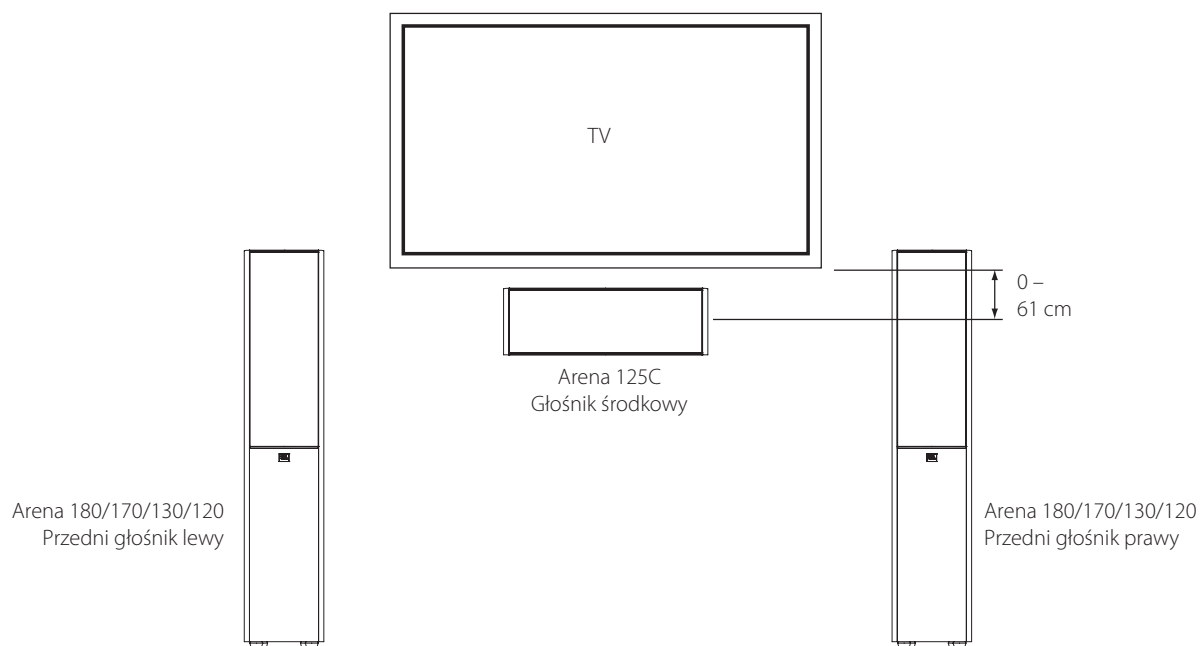 TV
0 –
61 cm
Arena 125C
Głośnik środkowy
Arena 180/170/130/120
Przedni głośnik lewy
Arena 180/170/130/120
Przedni głośnik prawy